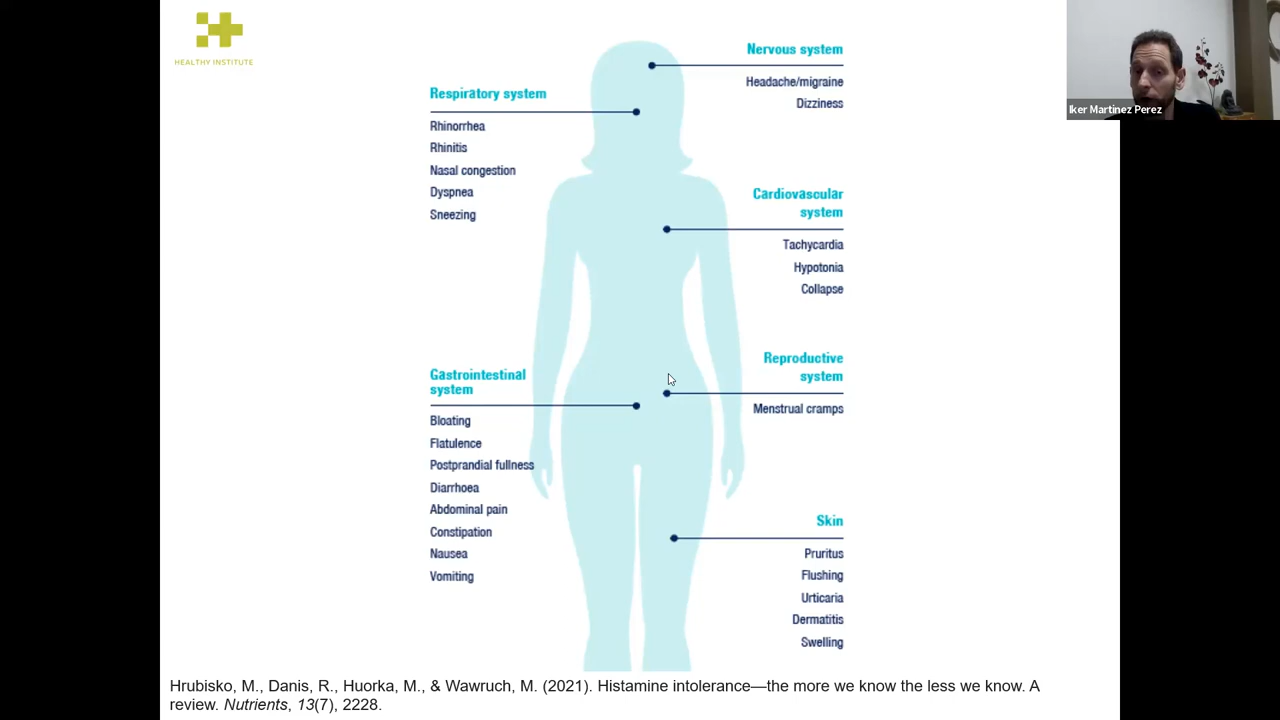 HEALTHY INSTITUTE
Nervous system
Headache/migraine
Dizziness
Respiratory system
Rhinorrhea
Rhinitis
Nasal congestion
Dyspnea
Sneezing
Cardiovascular
system
Tachycardia
Hypotonia
Collapse
Reproductive
system
Menstrual cramps
Gastrointestinal
system
Bloating
Flatulence
Postprandial fullness
Diarrhoea
Abdominal pain
Constipation
Nausea
Vomiting
Skin
Pruritus
Flushing
Urticaria
Dermatitis
Swelling
Hrubisko, M., Danis, R., Huorka, M., & Wawruch, M. (2021). Histamine intolerance—the more we know the less we know. A
review. Nutrients, 13(7), 2228.
Iker Martinez Perez